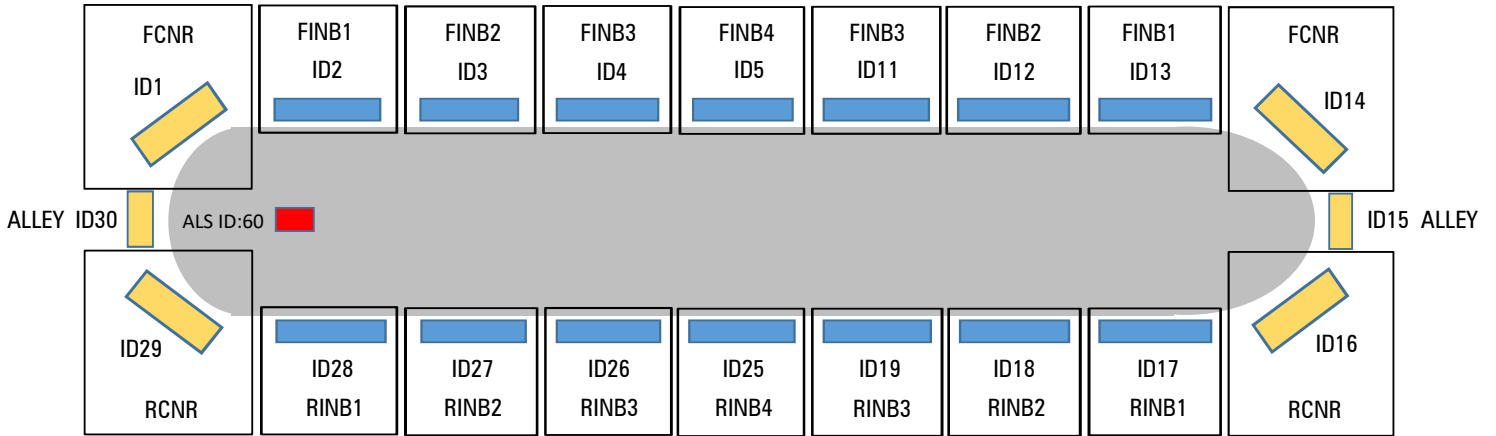 FCNR FINB1 FINB2 FINB3 FINB4 FINB3 FINB2 FINB1 FCNR
ID1 ID2 ID3 ID4 ID5 ID11 ID12 ID13 ID14
ALLEY ID30 ALS ID:60 ID15 ALLEY
ID29 ID28 ID27 ID26 ID25 ID19 ID18 ID17 ID16
RCNR RINB1 RINB2 RINB3 RINB4 RINB3 RINB2 RINB1 RCNR